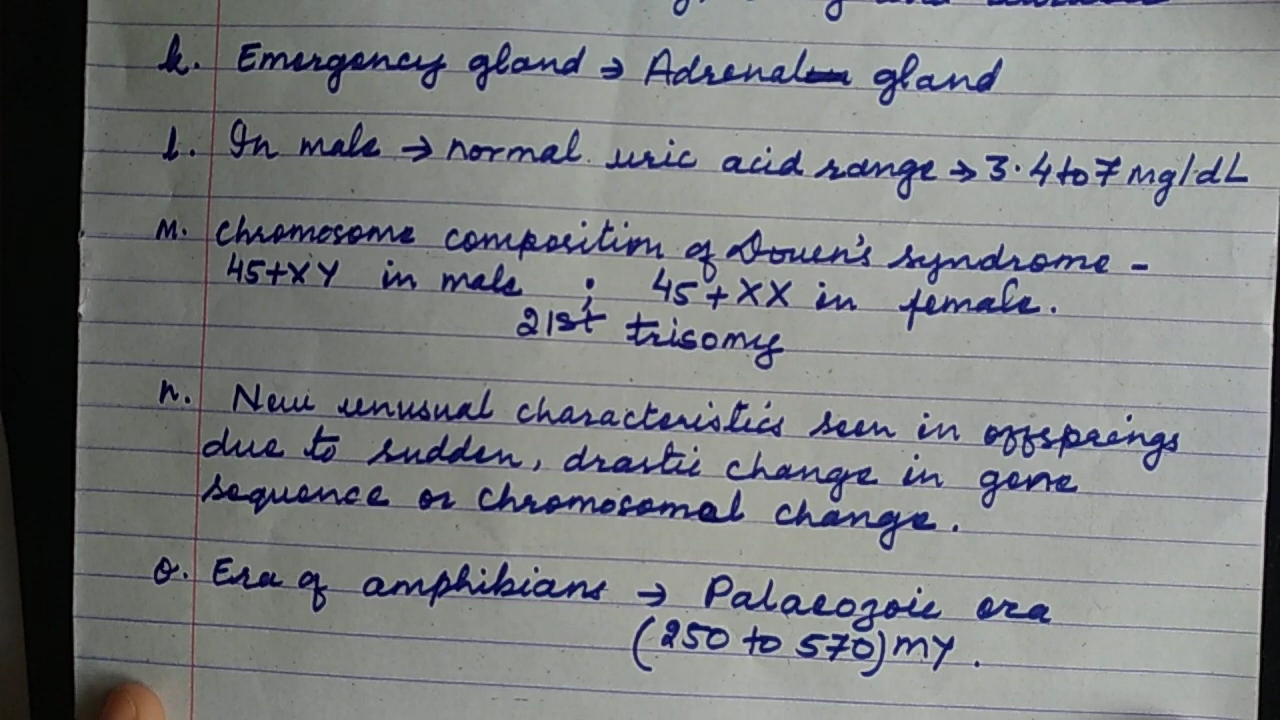 k. Emergency gland → Adrenal gland
l. In male → normal uric acid range → 3.4 to 7 mg/dL
m. chromosome composition of Down's syndrome -
45+XY in male ; 45+XX in female.
21st trisomy
n. New unusual characteristics seen in offsprings
due to sudden, drastic change in gene
sequence or chromosomal change.
o. Era of amphibians → Palaeozoic era
(250 to 570) my.